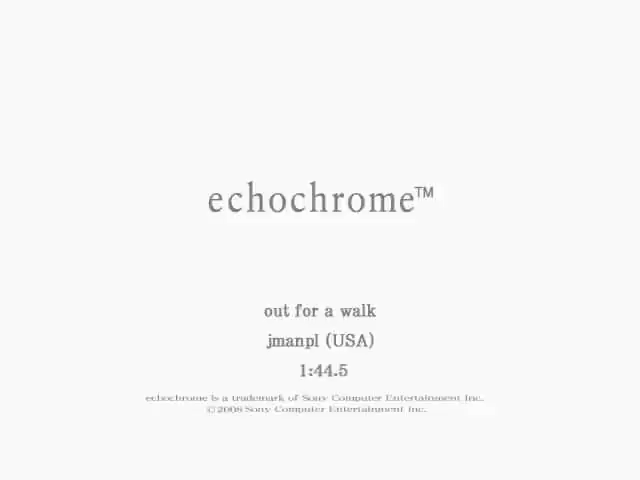 echochrome™
out for a walk
jmanpl (USA)
1:44.5
echochrome is a trademark of Sony Computer Entertainment Inc.
©2008 Sony Computer Entertainment Inc.